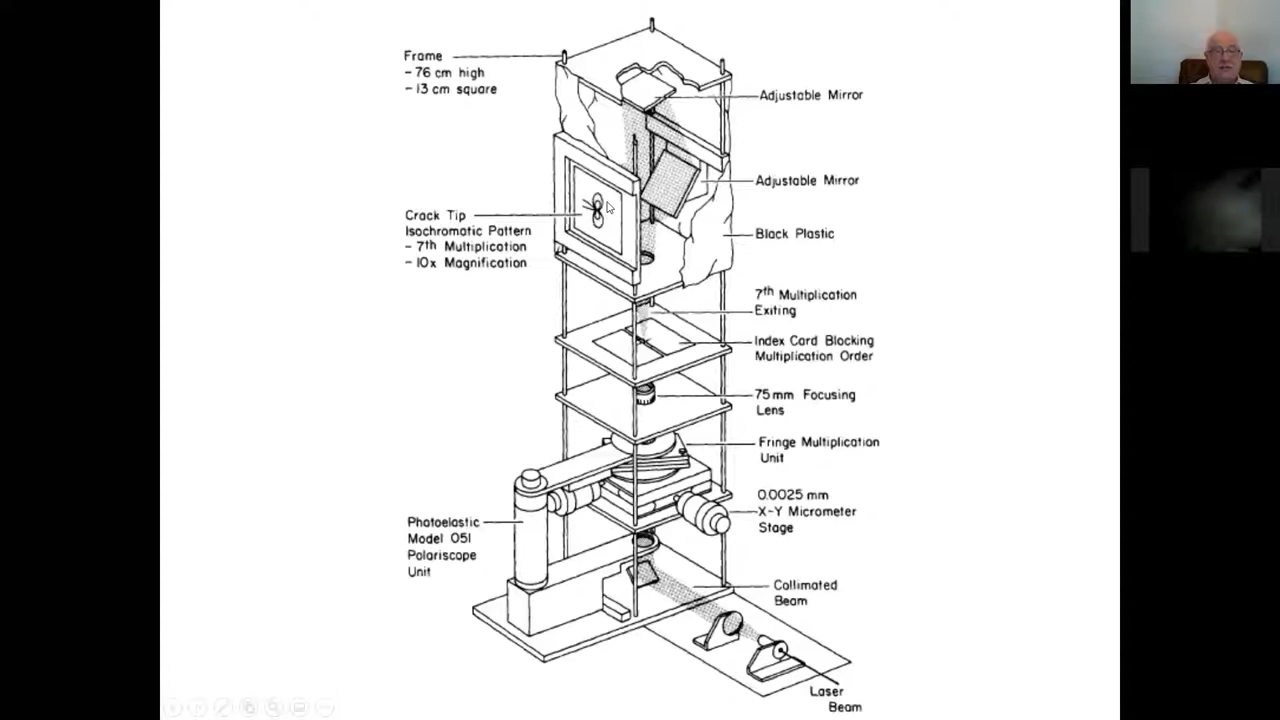 Frame
- 76 cm high
- 13 cm square
Adjustable Mirror
Adjustable Mirror
Crack Tip
Isochromatic Pattern
- 7th Multiplication
- 10x Magnification
Black Plastic
7th Multiplication
Exiting
Index Card Blocking
Multiplication Order
75mm Focusing
Lens
Fringe Multiplication
Unit
0.0025 mm
X-Y Micrometer
Stage
Photoelastic
Model 051
Polariscope
Unit
Collimated
Beam
Laser
Beam